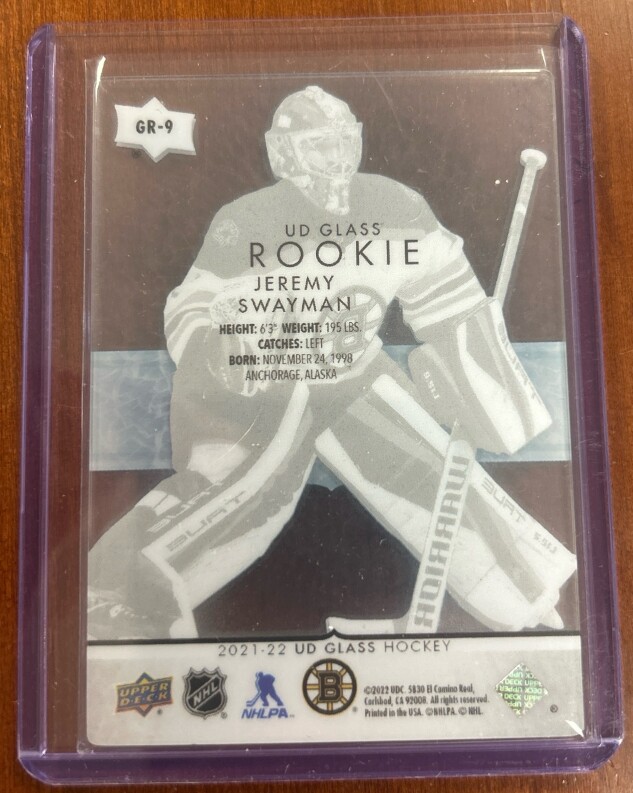 GR-9
UD GLASS
ROOKIE
JEREMY
SWAYMAN
HEIGHT: 6'3" WEIGHT: 195 LBS.
CATCHES: LEFT
BORN: NOVEMBER 24, 1998
ANCHORAGE, ALASKA
WARRIOR
2021-22 UD GLASS HOCKEY
UPPER
D·E·C·K
NHL
NHLPA
B
©2022 UDC. 5830 El Camino Real,
Carlsbad, CA 92008. All rights reserved.
Printed in the USA. ©NHLPA. ©NHL.